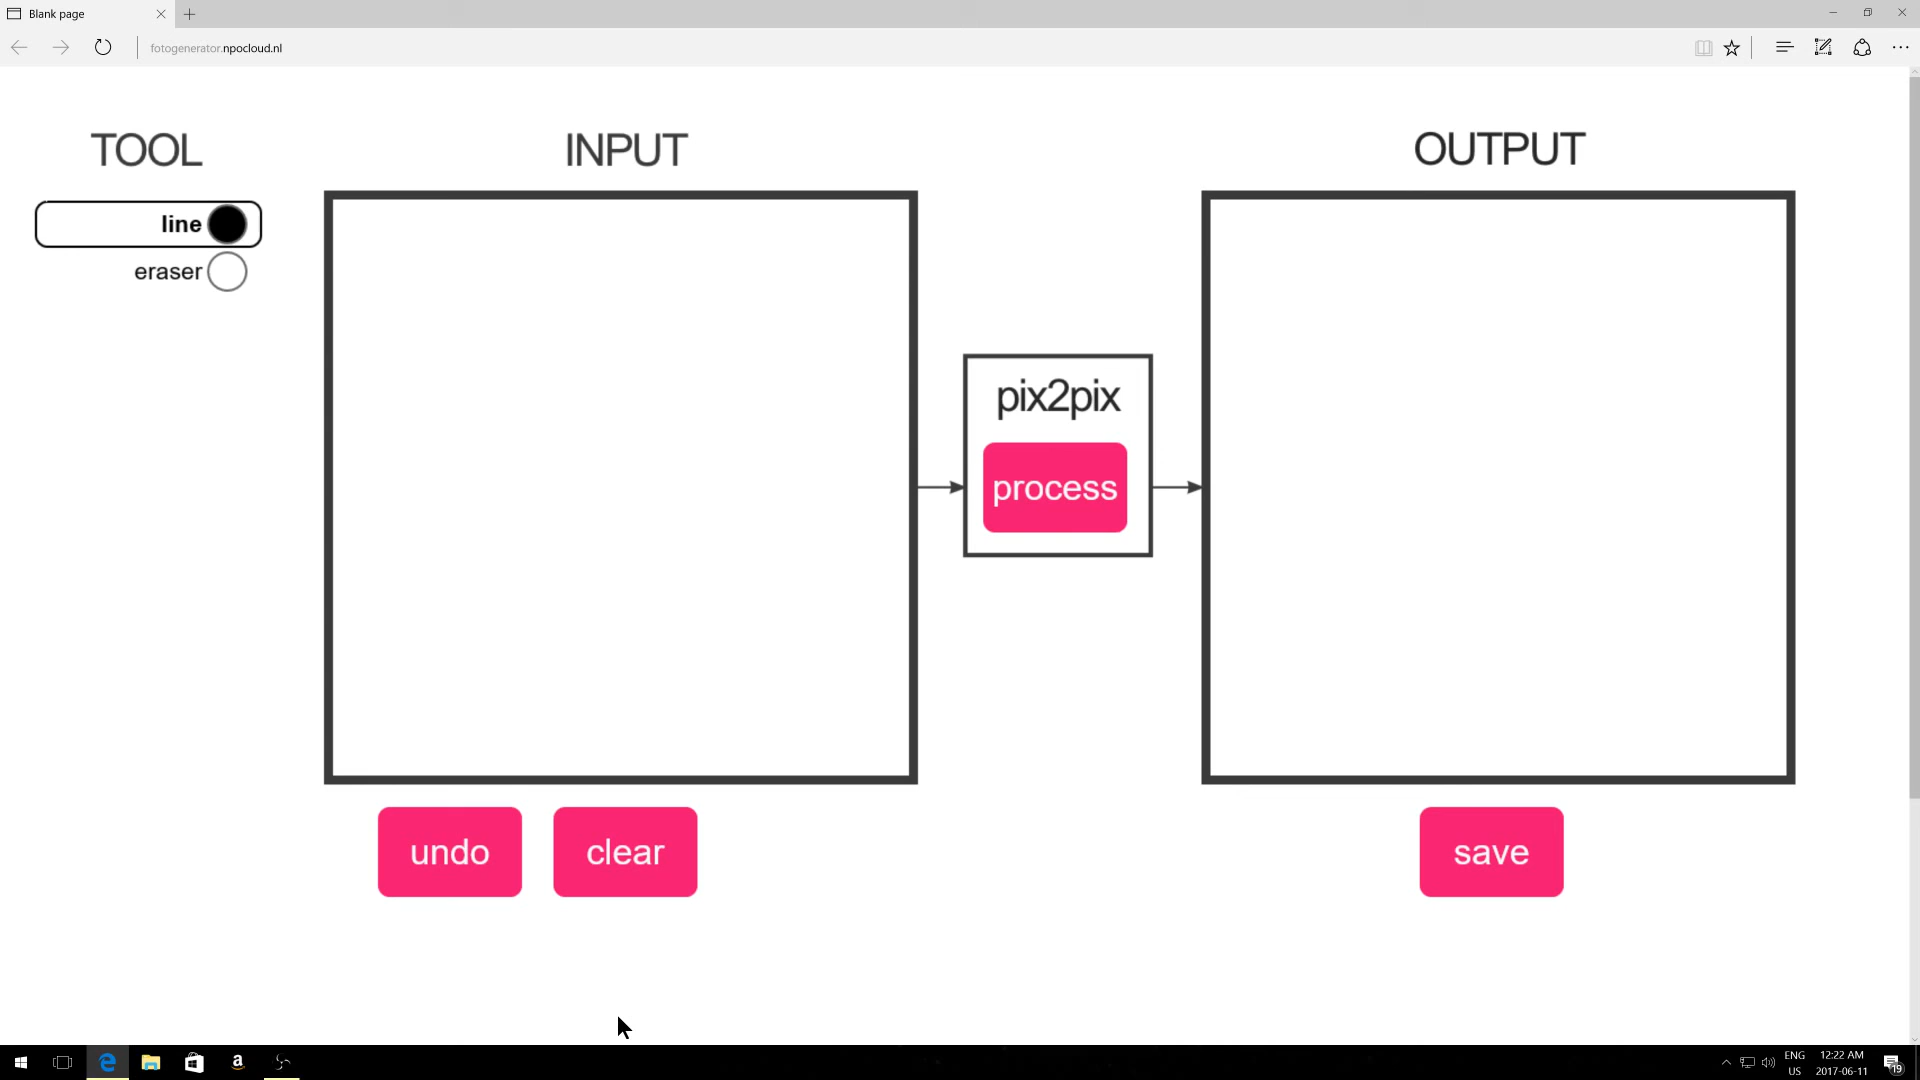 Blank page
fotogenerator.npocloud.nl
TOOL
INPUT
OUTPUT
line
eraser
pix2pix
process
undo
clear
save
ENG
US
12:22 AM
2017-06-11
19